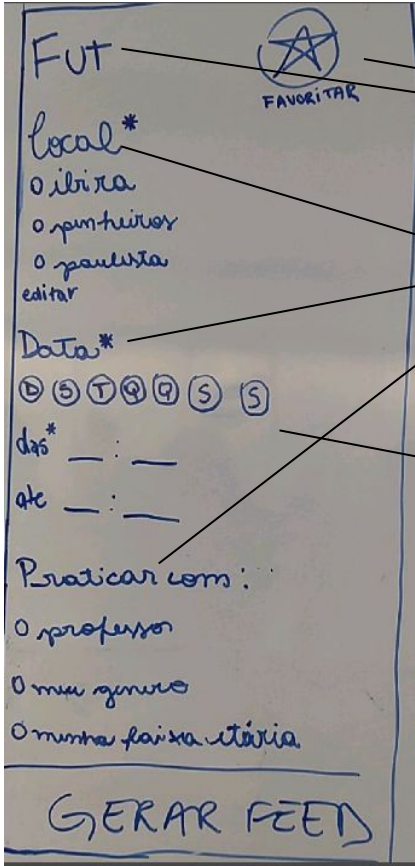 Fut
FAVORITAR
local*
o ibira
o pinheiros
o paulista
editar
Data*
D S T Q Q S S
das* __ : __
ate __ : __
Praticar com:
o professor
o meu genero
o minha faixa etária
GERAR FEED